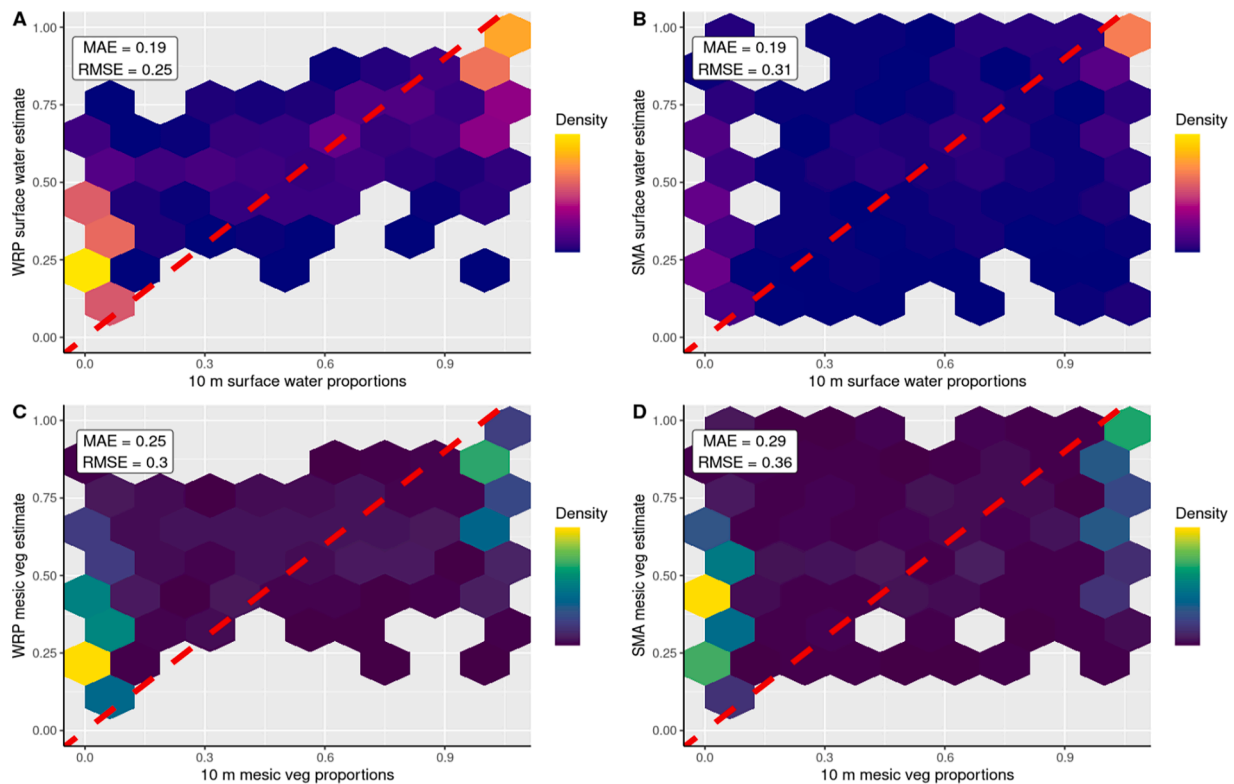 A
MAE = 0.19
RMSE = 0.25
1.00
0.75
0.50
0.25
0.00
WRP surface water estimate
0.0
0.3
0.6
0.9
10 m surface water proportions
Density
B
MAE = 0.19
RMSE = 0.31
1.00
0.75
0.50
0.25
0.00
SMA surface water estimate
0.0
0.3
0.6
0.9
10 m surface water proportions
Density
C
MAE = 0.25
RMSE = 0.3
1.00
0.75
0.50
0.25
0.00
WRP mesic veg estimate
0.0
0.3
0.6
0.9
10 m mesic veg proportions
Density
D
MAE = 0.29
RMSE = 0.36
1.00
0.75
0.50
0.25
0.00
SMA mesic veg estimate
0.0
0.3
0.6
0.9
10 m mesic veg proportions
Density